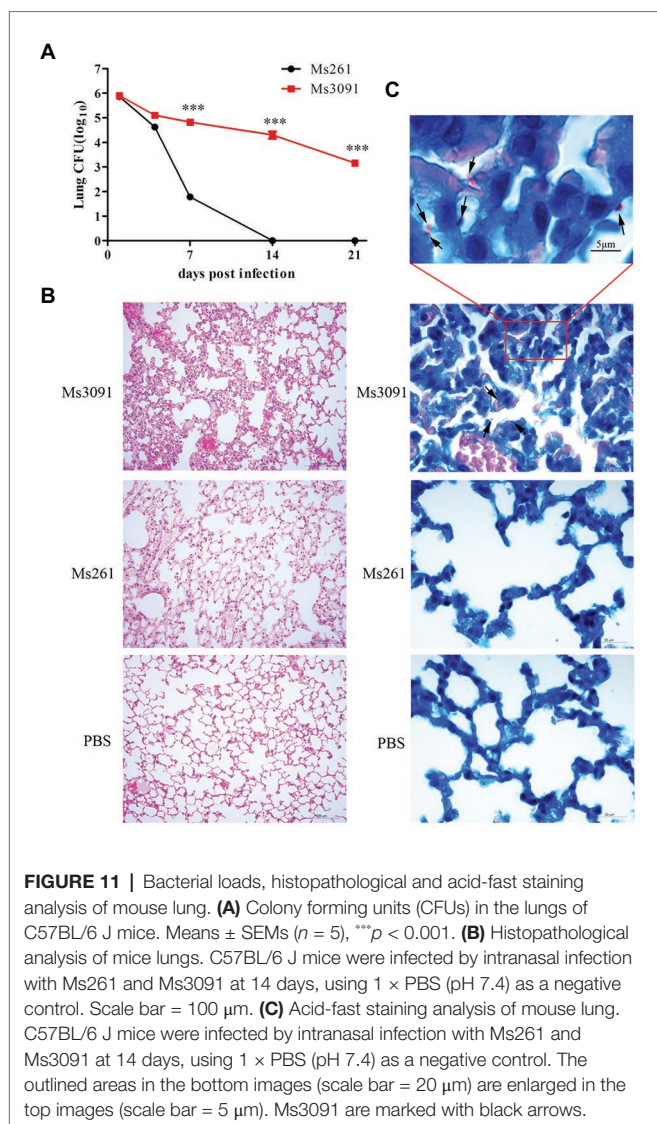 A
Ms261
Ms3091
Lung CFU(log10)
7
6
5
4
3
2
1
0
***
***
***
0
7
14
21
days post infection
B
Ms3091
Ms261
PBS
C
5μm
Ms3091
Ms261
20 μm
PBS
20 μm
FIGURE 11 | Bacterial loads, histopathological and acid-fast staining
analysis of mouse lung. (A) Colony forming units (CFUs) in the lungs of
C57BL/6 J mice. Means ± SEMs (n = 5), ***p < 0.001. (B) Histopathological
analysis of mice lungs. C57BL/6 J mice were infected by intranasal infection
with Ms261 and Ms3091 at 14 days, using 1 × PBS (pH 7.4) as a negative
control. Scale bar = 100 μm. (C) Acid-fast staining analysis of mouse lung.
C57BL/6 J mice were infected by intranasal infection with Ms261 and
Ms3091 at 14 days, using 1 × PBS (pH 7.4) as a negative control. The
outlined areas in the bottom images (scale bar = 20 μm) are enlarged in the
top images (scale bar = 5 μm). Ms3091 are marked with black arrows.